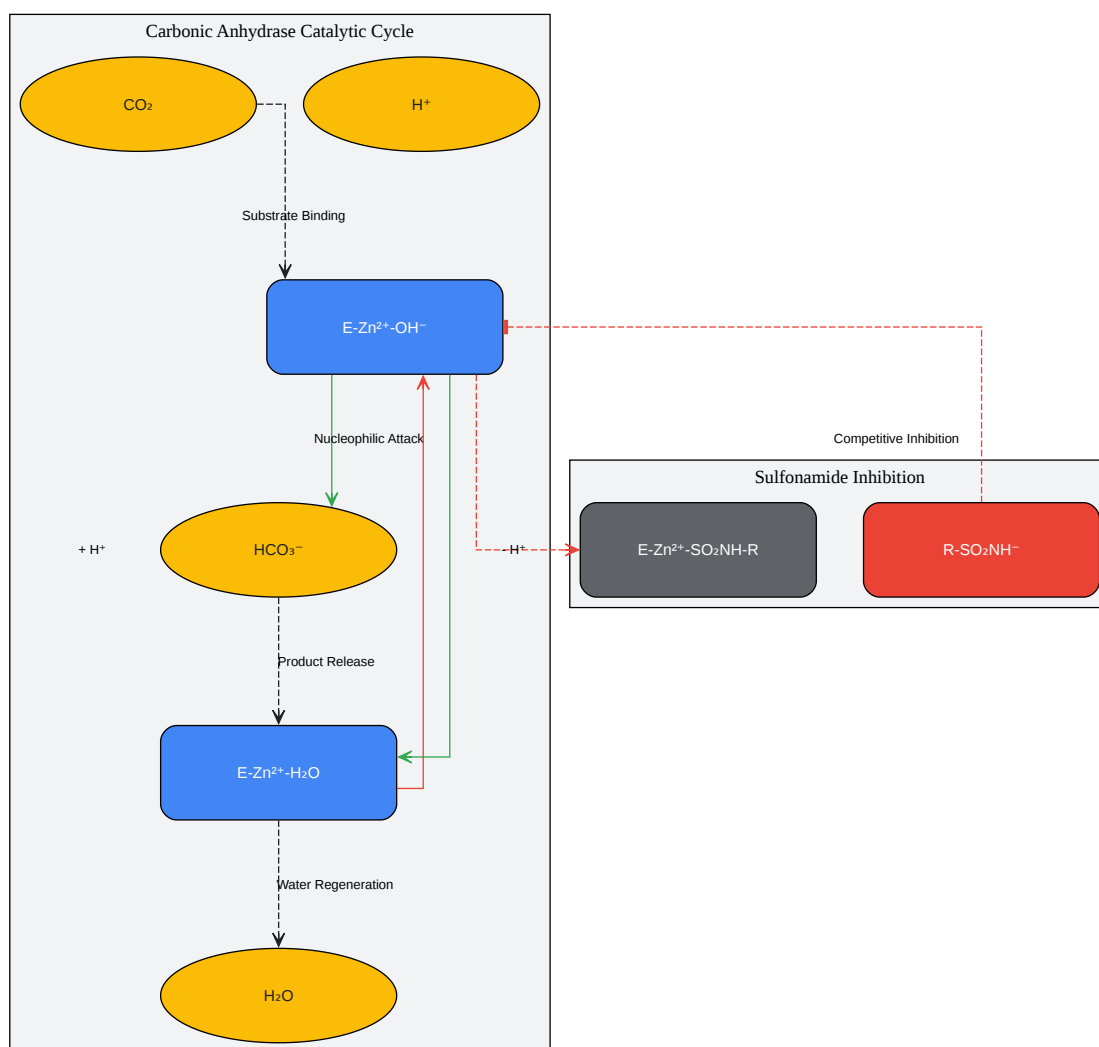 Carbonic Anhydrase Catalytic Cycle
CO₂
H⁺
Substrate Binding
E-Zn²⁺-OH⁻
Nucleophilic Attack
Competitive Inhibition
Sulfonamide Inhibition
+ H⁺
HCO₃⁻
- H⁺
E-Zn²⁺-SO₂NH-R
R-SO₂NH⁻
Product Release
E-Zn²⁺-H₂O
Water Regeneration
H₂O